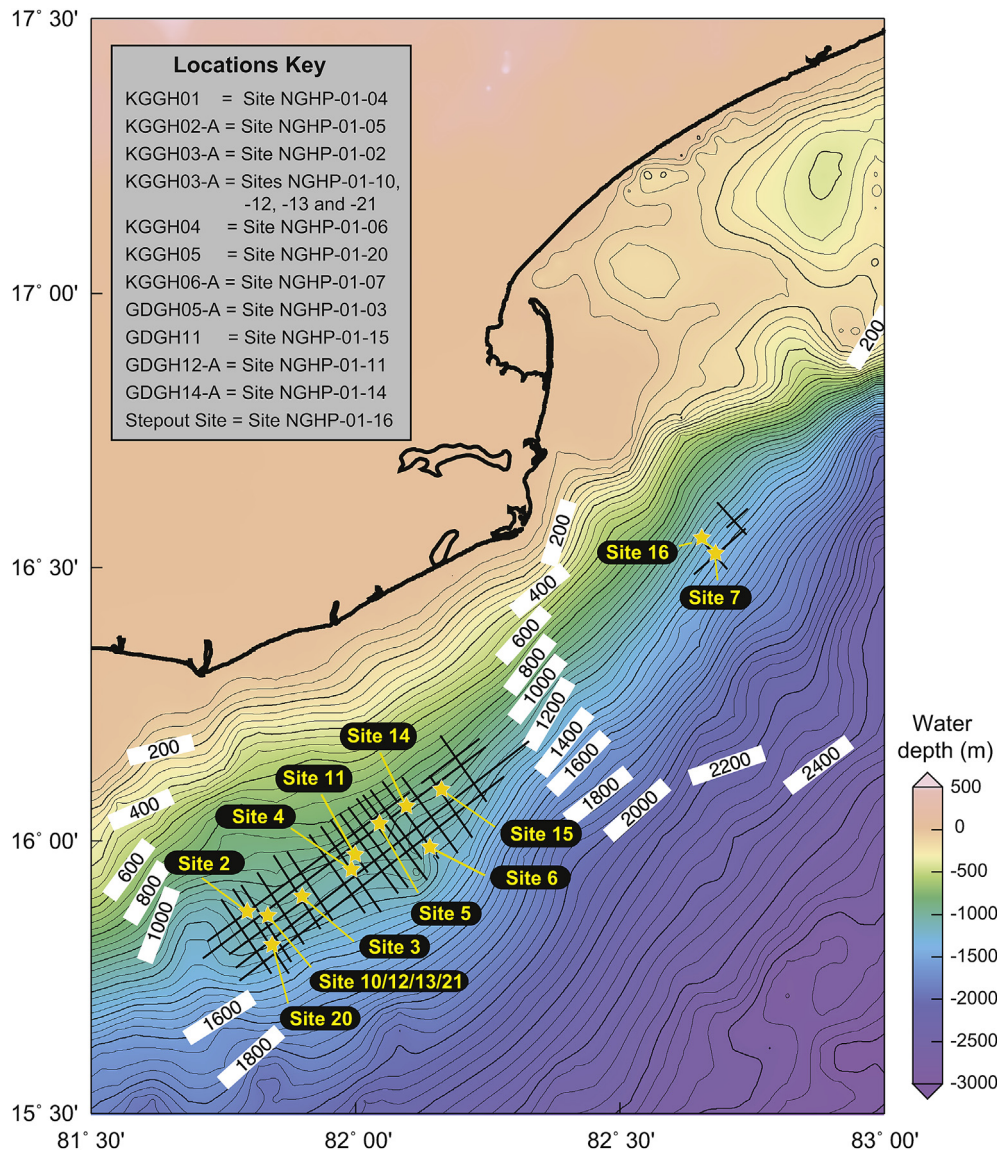 17° 30'
Locations Key
KGGH01 = Site NGHP-01-04
KGGH02-A = Site NGHP-01-05
KGGH03-A = Site NGHP-01-02
KGGH03-A = Sites NGHP-01-10,
-12, -13 and -21
KGGH04 = Site NGHP-01-06
KGGH05 = Site NGHP-01-20
KGGH06-A = Site NGHP-01-07
GDGH05-A = Site NGHP-01-03
GDGH11 = Site NGHP-01-15
GDGH12-A = Site NGHP-01-11
GDGH14-A = Site NGHP-01-14
Stepout Site = Site NGHP-01-16
17° 00'
200
200
Site 16
16° 30'
400
Site 7
600
800
1000
1200
1400
1600
1800
2000
2200
2400
Water
depth (m)
500
0
-500
-1000
-1500
-2000
-2500
-3000
200
400
600
800
1000
Site 14
Site 11
Site 4
16° 00'
Site 15
Site 2
Site 6
Site 5
Site 3
Site 10/12/13/21
Site 20
1600
1800
15° 30'
81° 30'
82° 00'
82° 30'
83° 00'